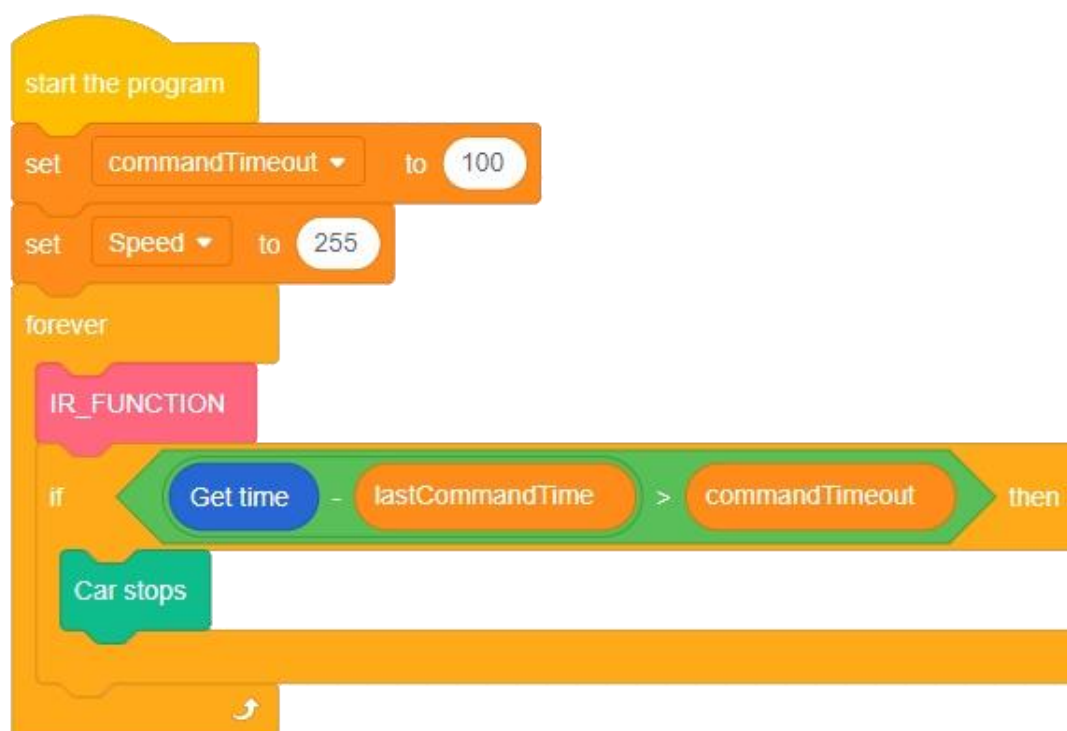 start the program
set commandTimeout to 100
set Speed to 255
forever
IR_FUNCTION
if Get time - lastCommandTime > commandTimeout then
Car stops